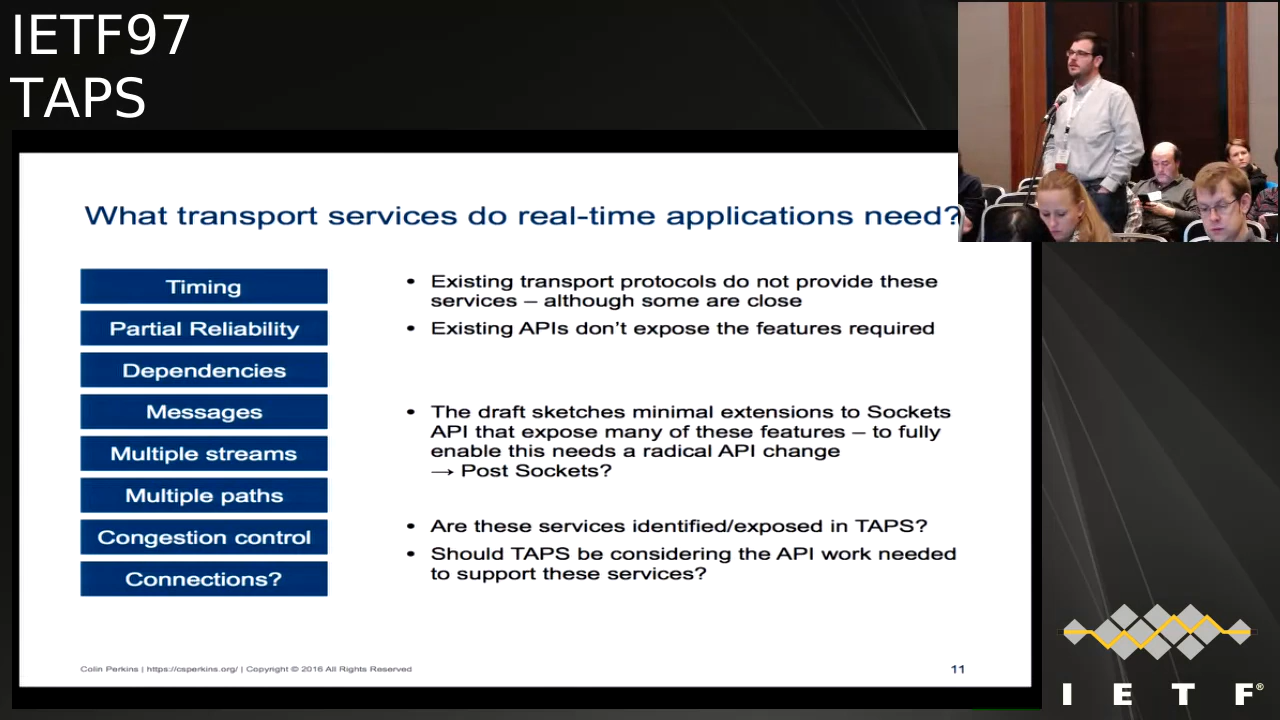 IETF97
TAPS
What transport services do real-time applications need?
Timing
Partial Reliability
Dependencies
Messages
Multiple streams
Multiple paths
Congestion control
Connections?
• Existing transport protocols do not provide these
services – although some are close
• Existing APIs don't expose the features required
• The draft sketches minimal extensions to Sockets
API that expose many of these features – to fully
enable this needs a radical API change
→ Post Sockets?
• Are these services identified/exposed in TAPS?
• Should TAPS be considering the API work needed
to support these services?
Colin Perkins | https://csperkins.org/ | Copyright © 2016 All Rights Reserved
11
I E T F®